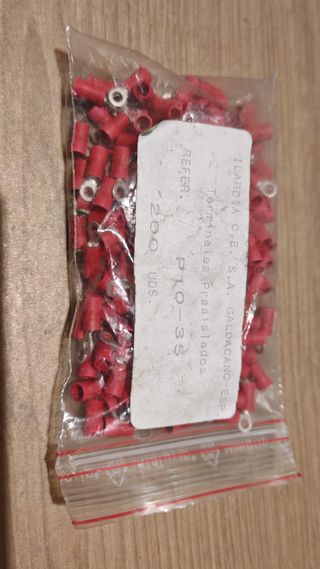 ILARDIA C.E. S.A. GALDACANO-ESP.
Terminales Preaislados
REFER. P10-35
200 UDS.